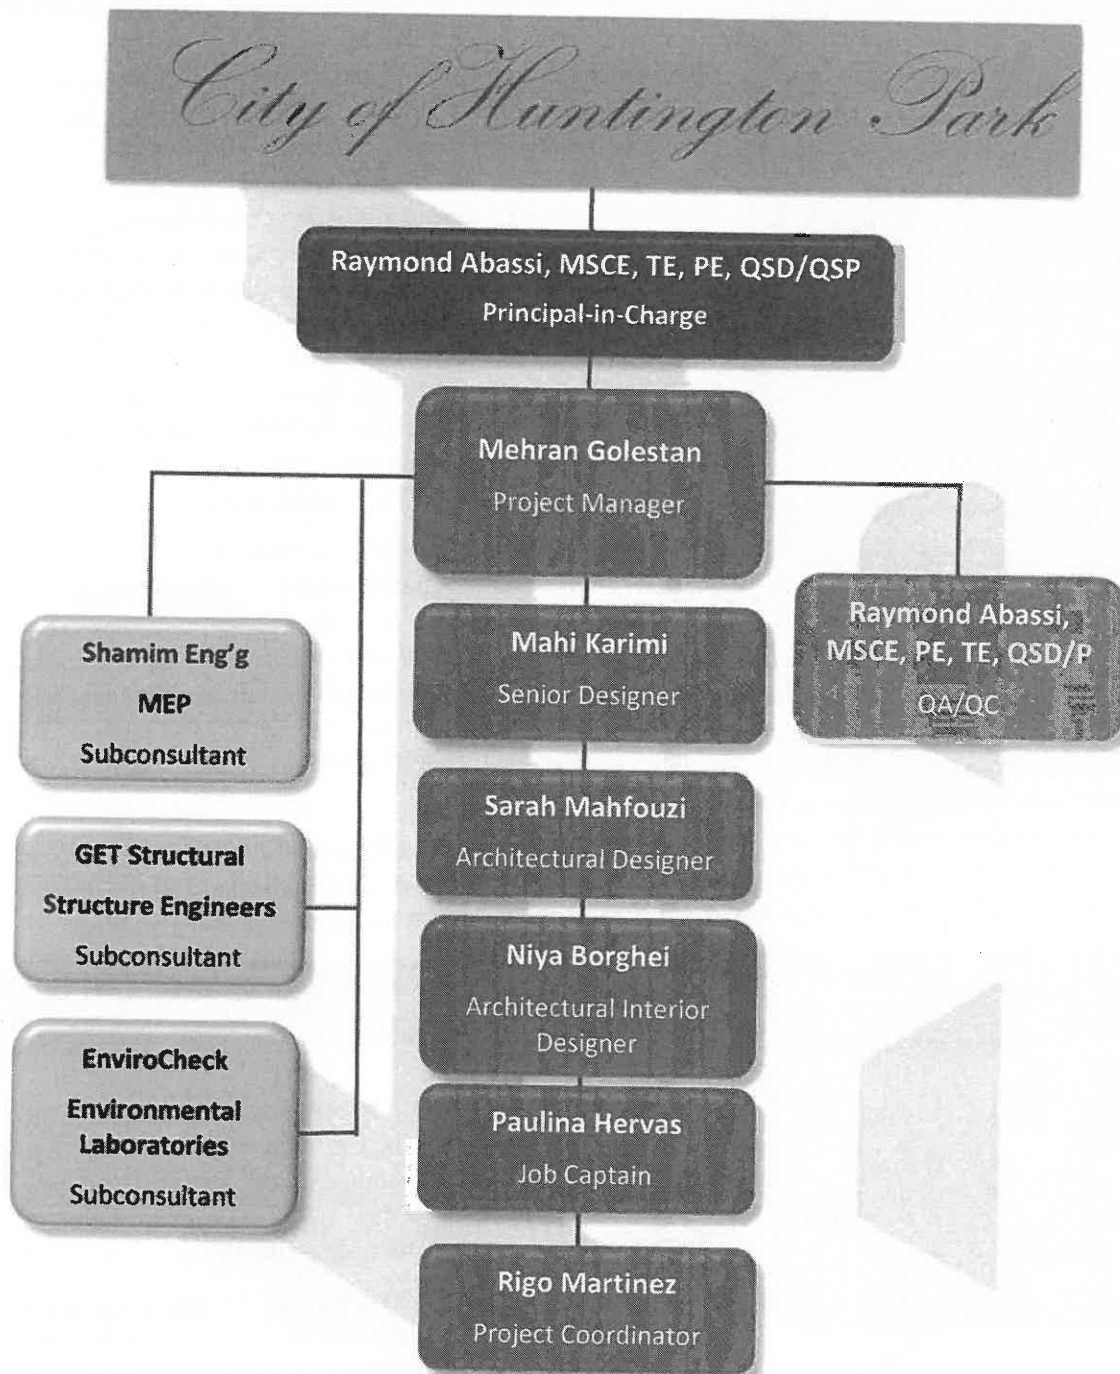 City of Huntington Park
Raymond Abassi, MSCE, TE, PE, QSD/QSP
Principal-in-Charge
Mehran Golestan
Project Manager
Raymond Abassi,
MSCE, PE, TE, QSD/P
QA/QC
Shamim Eng'g
MEP
Subconsultant
Mahi Karimi
Senior Designer
Sarah Mahfouzi
Architectural Designer
GET Structural
Structure Engineers
Subconsultant
Niya Borghei
Architectural Interior
Designer
EnviroCheck
Environmental
Laboratories
Subconsultant
Paulina Hervas
Job Captain
Rigo Martinez
Project Coordinator